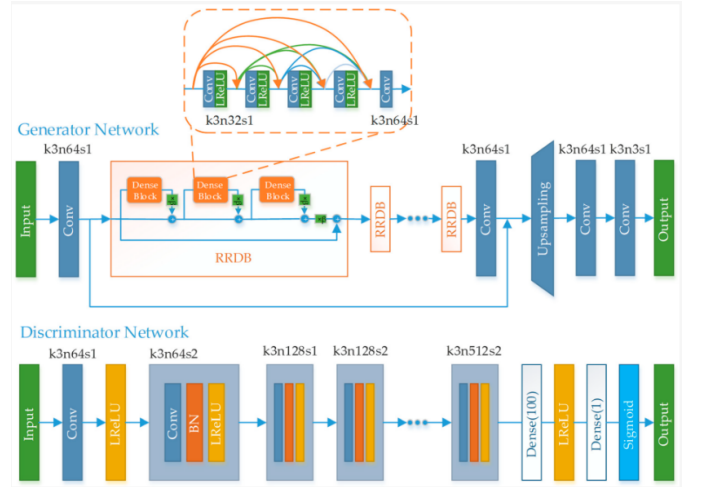 Conv
LReLU
Conv
LReLU
Conv
LReLU
Conv
LReLU
Conv
k3n32s1
k3n64s1
Generator Network
k3n64s1
k3n64s1
k3n64s1
k3n3s1
Input
Conv
Dense
Block
Dense
Block
Dense
Block
RRDB
RRDB
RRDB
Conv
Upsampling
Conv
Conv
Output
Discriminator Network
k3n64s1
k3n64s2
k3n128s1
k3n128s2
k3n512s2
Input
Conv
LReLU
Conv
BN
LReLU
Dense(100)
LReLU
Dense(1)
Sigmoid
Output